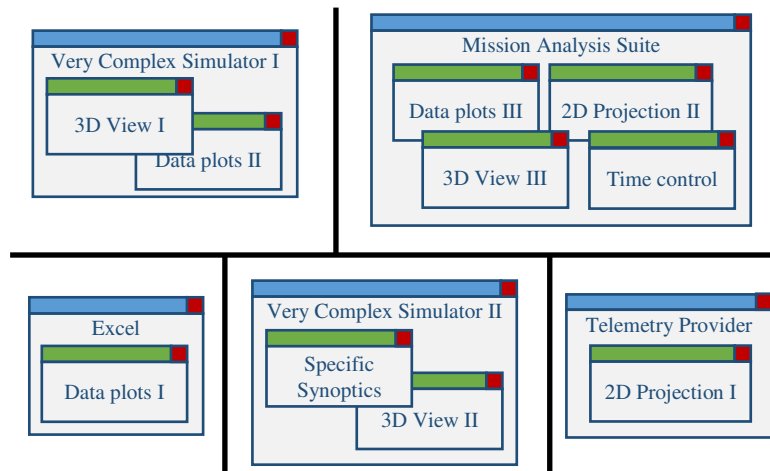 Very Complex Simulator I
3D View I
Data plots II
Mission Analysis Suite
Data plots III
2D Projection II
3D View III
Time control
Excel
Data plots I
Very Complex Simulator II
Specific
Synoptics
3D View II
Telemetry Provider
2D Projection I